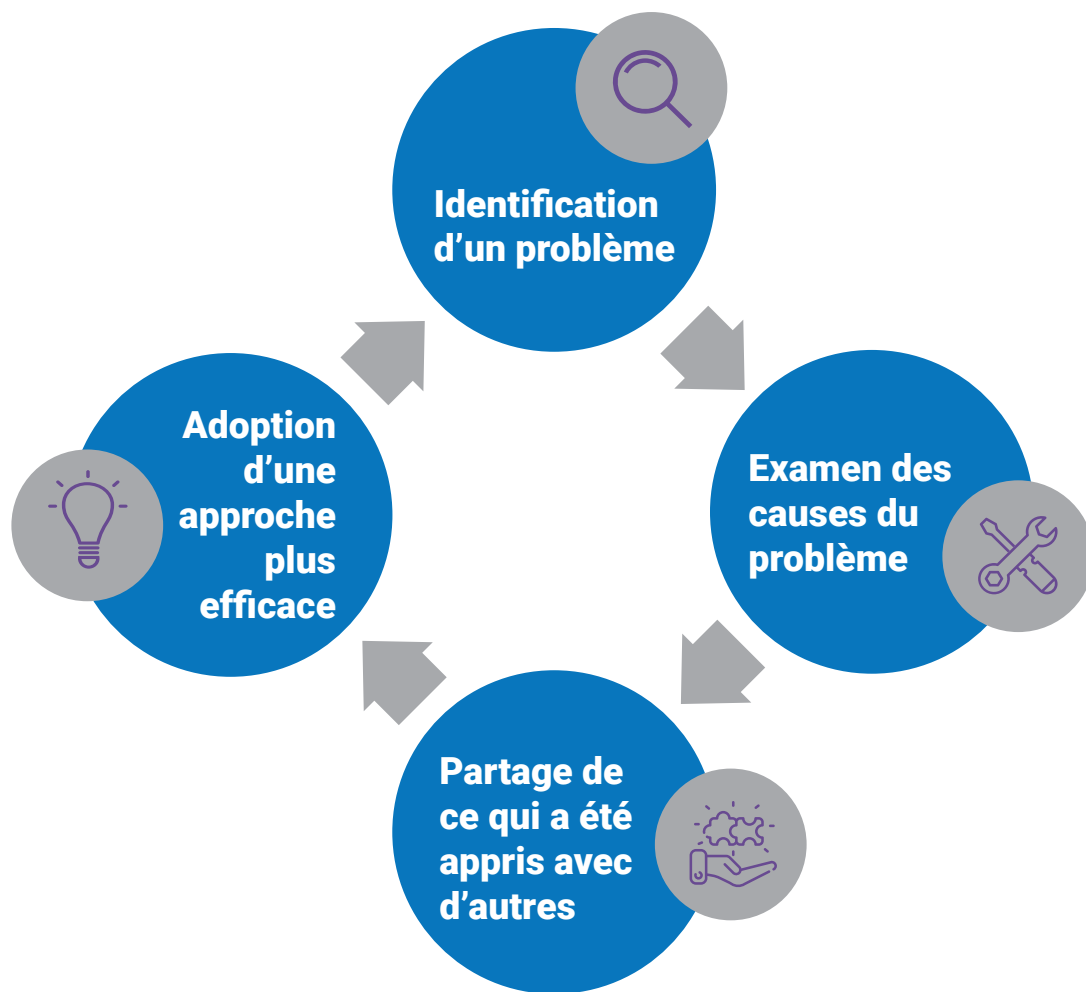 Identification
d’un problème
Examen des
causes du
problème
Partage de
ce qui a été
appris avec
d’autres
Adoption
d’une
approche
plus
efficace